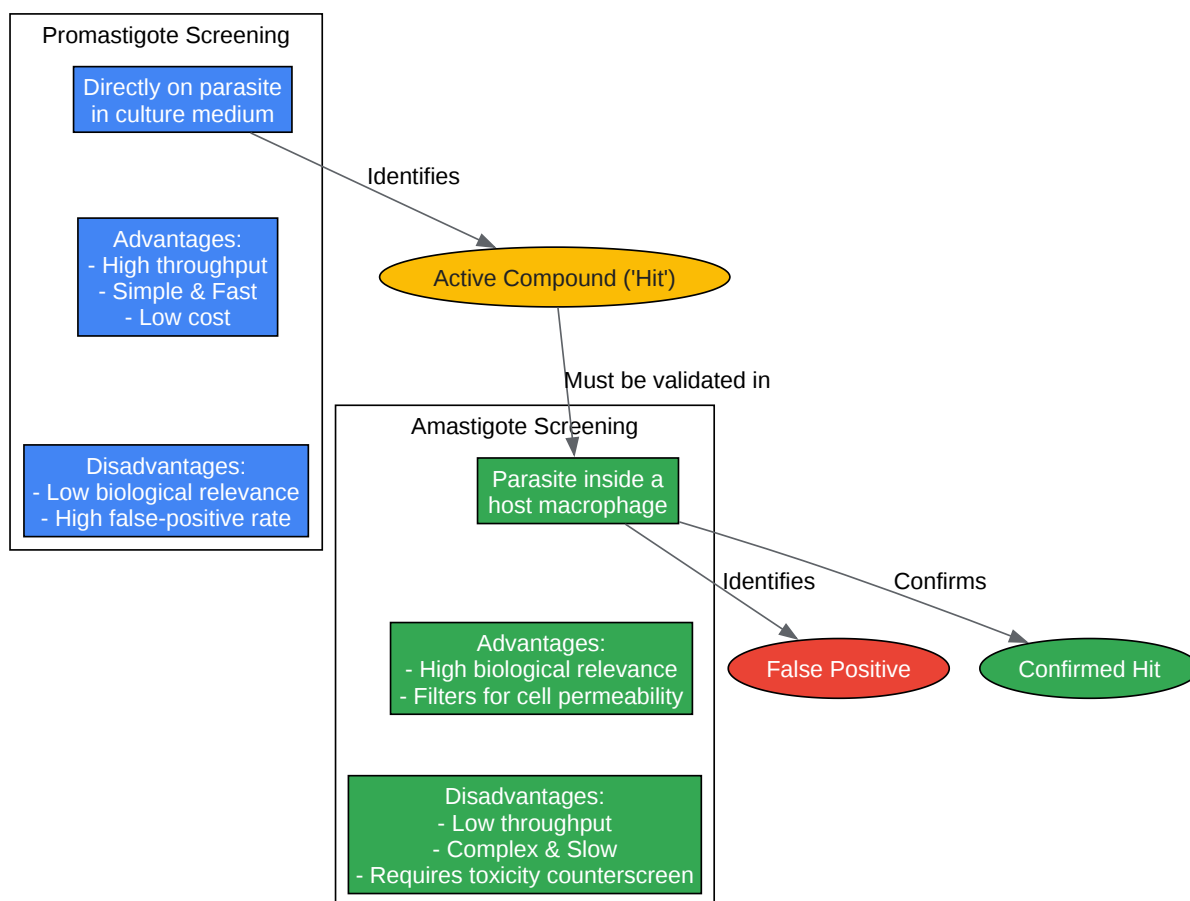 Promastigote Screening
Directly on parasite
in culture medium
Identifies
Advantages:
- High throughput
- Simple & Fast
- Low cost
Active Compound ('Hit')
Must be validated in
Disadvantages:
- Low biological relevance
- High false-positive rate
Amastigote Screening
Parasite inside a
host macrophage
Identifies
Confirms
Advantages:
- High biological relevance
- Filters for cell permeability
False Positive
Confirmed Hit
Disadvantages:
- Low throughput
- Complex & Slow
- Requires toxicity counterscreen